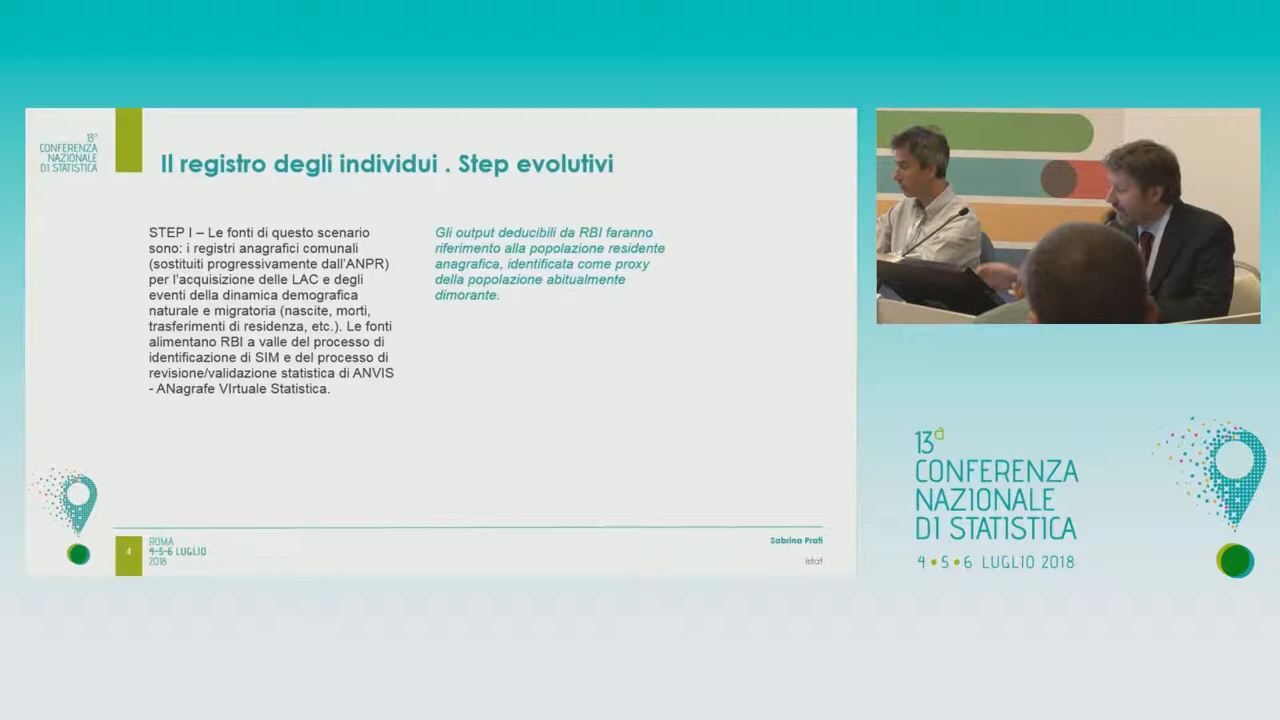 13a
CONFERENZA
NAZIONALE
DI STATISTICA
Il registro degli individui . Step evolutivi
STEP I – Le fonti di questo scenario
sono: i registri anagrafici comunali
(sostituiti progressivamente dall'ANPR)
per l'acquisizione delle LAC e degli
eventi della dinamica demografica
naturale e migratoria (nascite, morti,
trasferimenti di residenza, etc.). Le fonti
alimentano RBI a valle del processo di
identificazione di SIM e del processo di
revisione/validazione statistica di ANVIS
- ANagrafe VIrtuale Statistica.
Gli output deducibili da RBI faranno
riferimento alla popolazione residente
anagrafica, identificata come proxy
della popolazione abitualmente
dimorante.
4
ROMA
4-5-6 LUGLIO
2018
Sabrina Prati
Istat
13a
CONFERENZA
NAZIONALE
DI STATISTICA
4 • 5 • 6 LUGLIO 2018